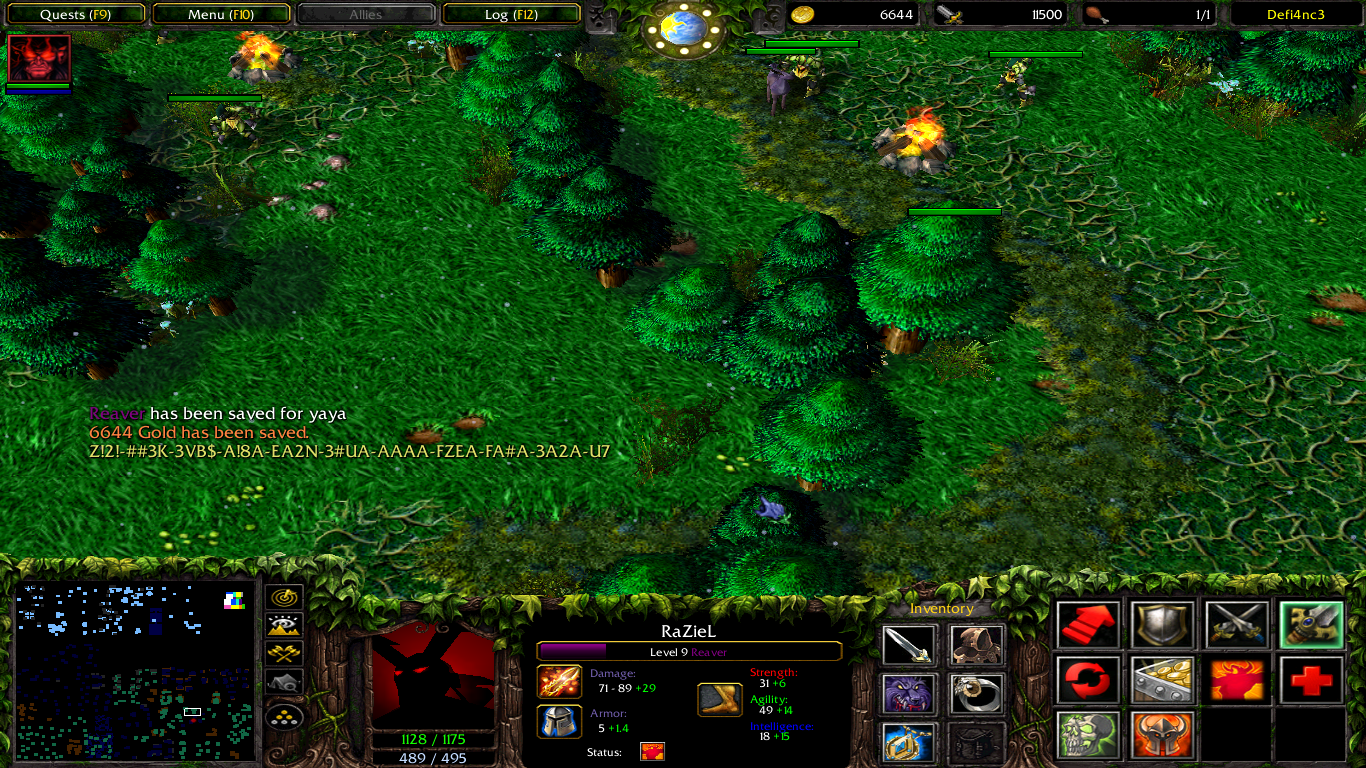 Quests (F9)
Menu (F10)
Allies
Log (F12)
6644
11500
1/1
Defi4nc3
Reaver has been saved for yaya
6644 Gold has been saved.
Z!2!-##3K-3VB$-A!8A-EA2N-3#UA-AAAA-FZEA-FA#A-3A2A-U7
RaZieL
Level 9 Reaver
Damage:
71 - 89 +29
Armor:
5 +1.4
Status:
Strength:
31 +6
Agility:
49 +14
Intelligence:
18 +15
Inventory
1128 / 1175
489 / 495